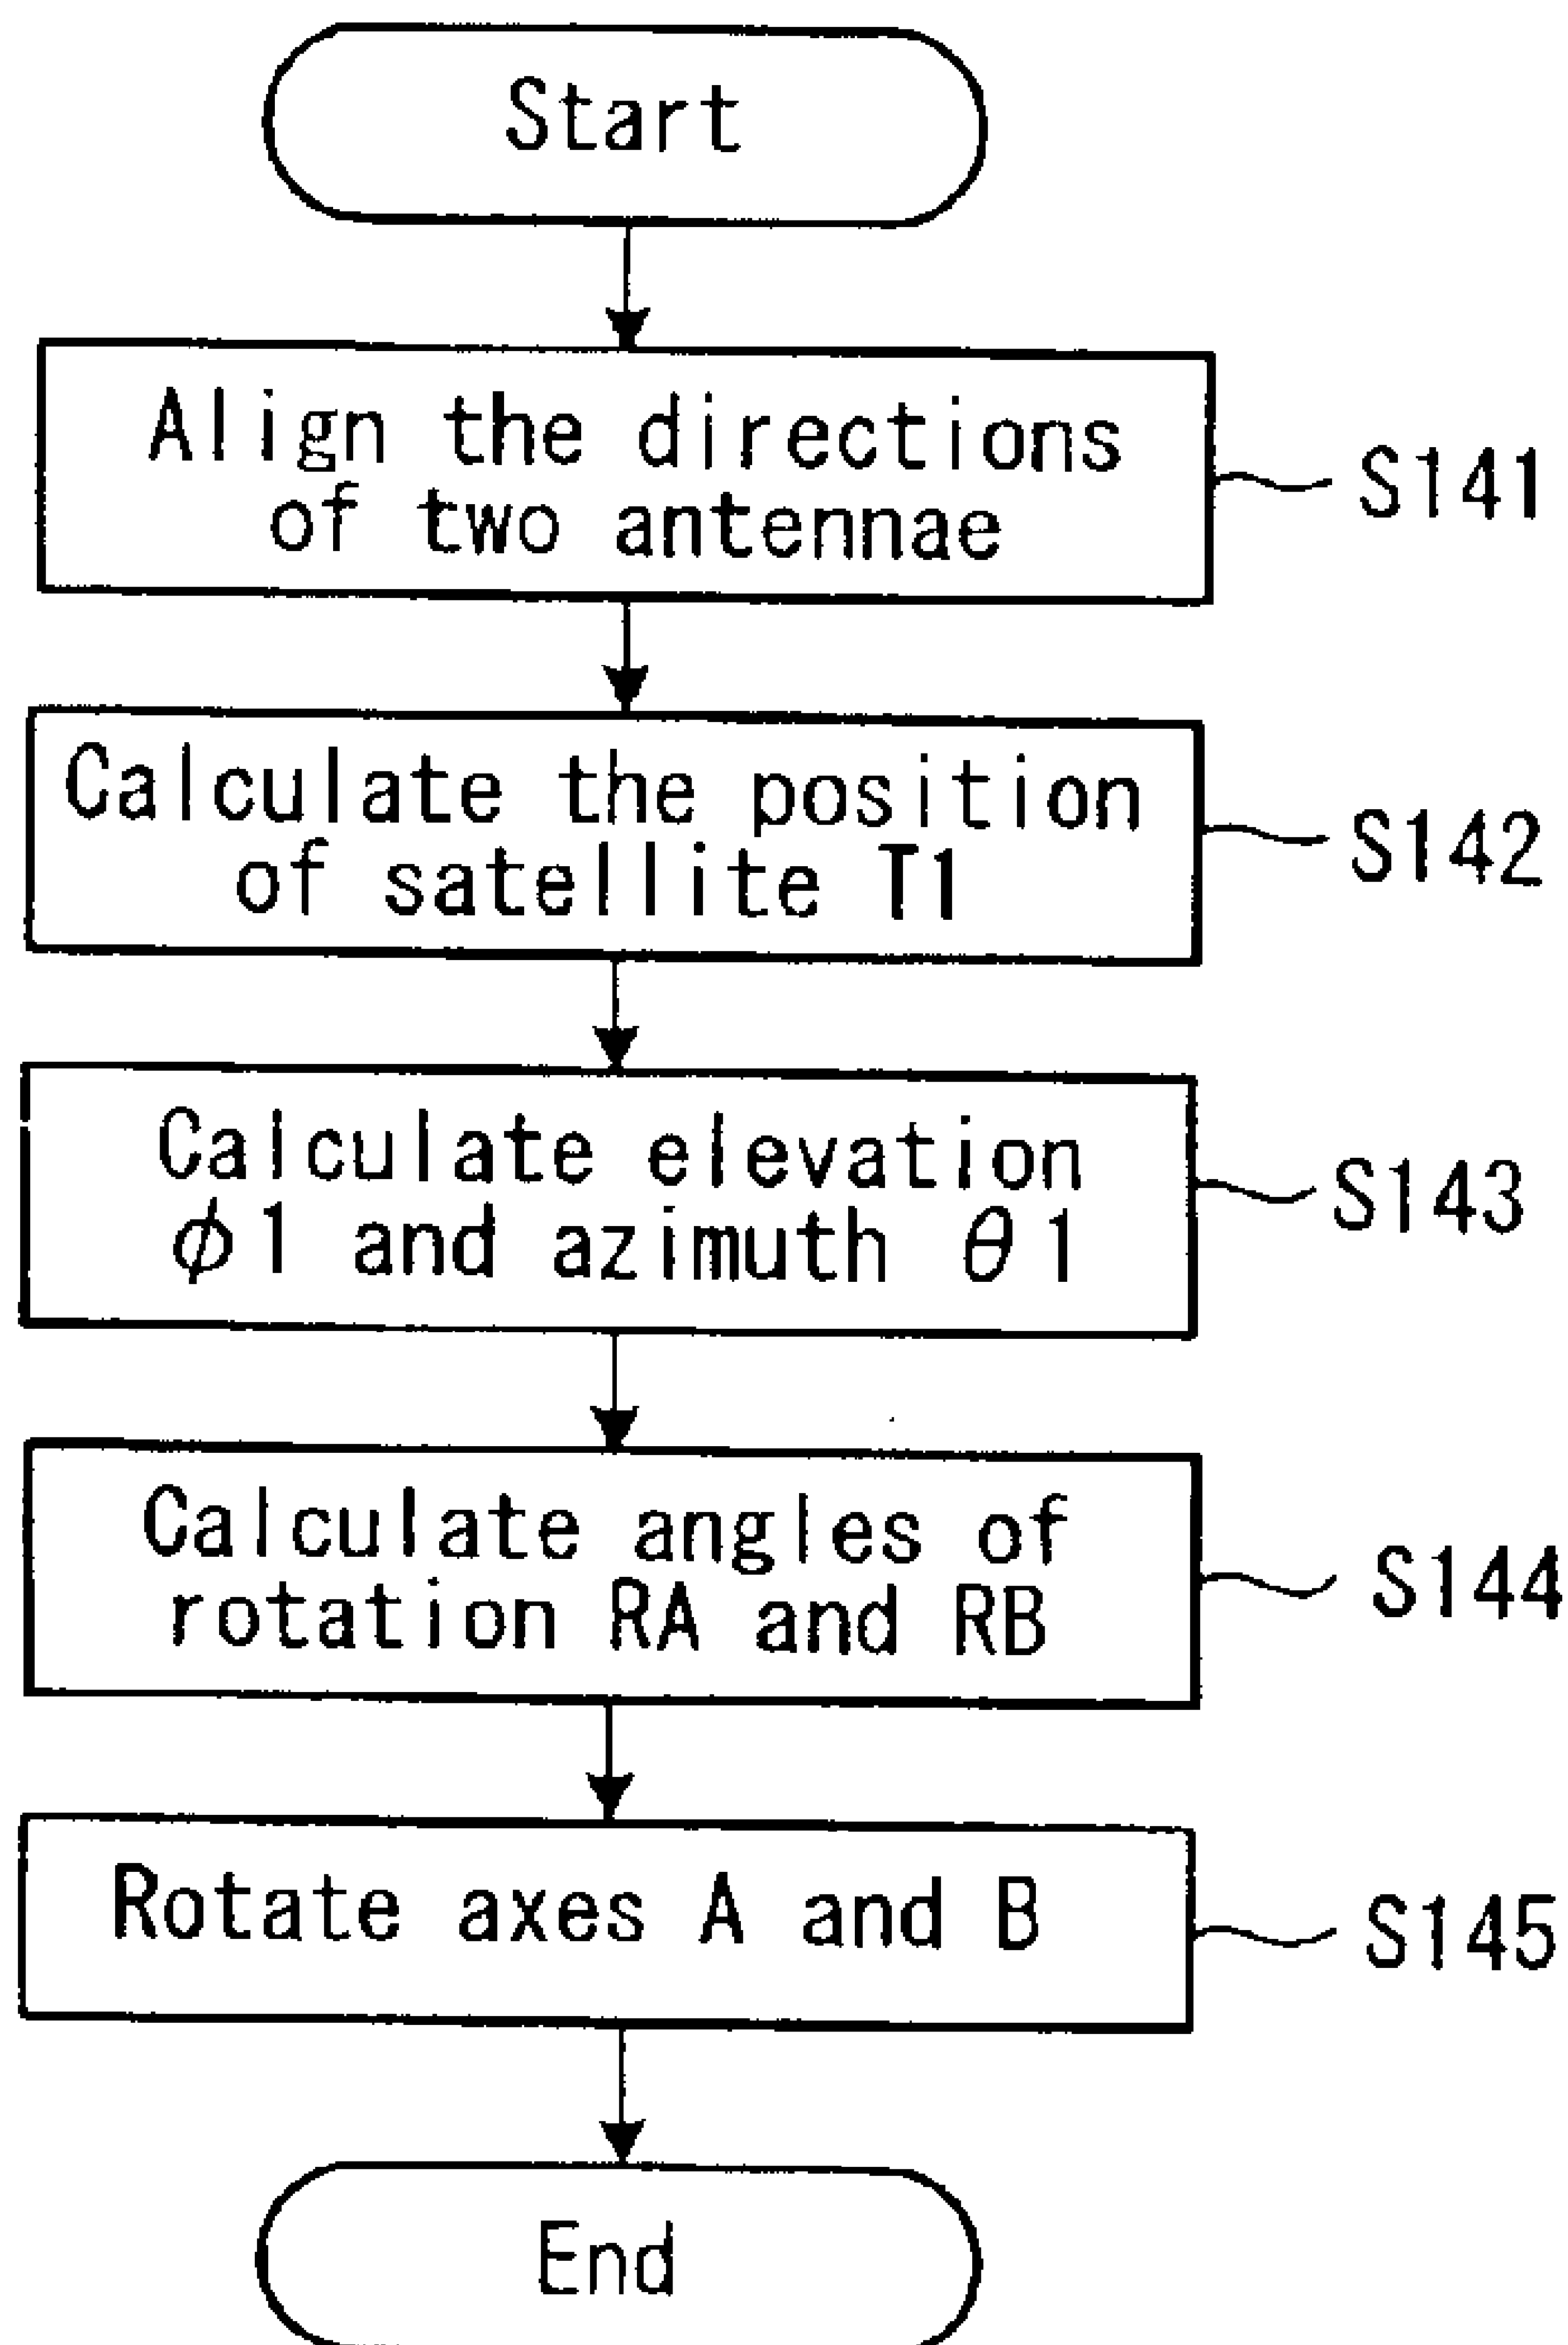 Start
Align the directions
of two antennae
S141
Calculate the position
of satellite T1
S142
Calculate elevation
φ1 and azimuth θ1
S143
Calculate angles of
rotation RA and RB
S144
Rotate axes A and B
S145
End